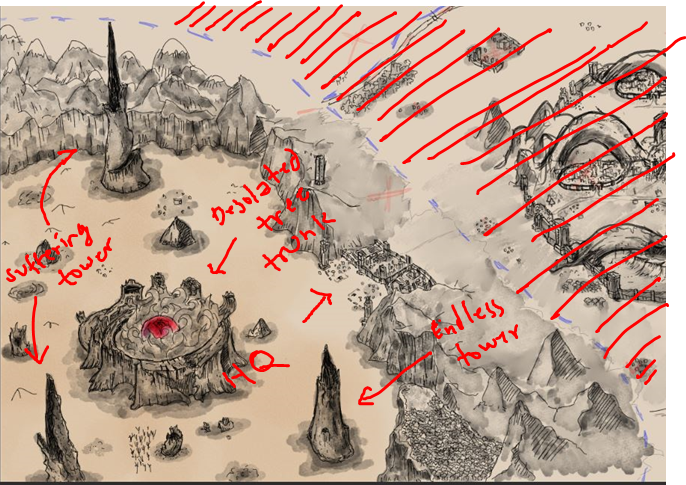 Desolated
tree
trunk
suffering
tower
Endless
tower
HQ